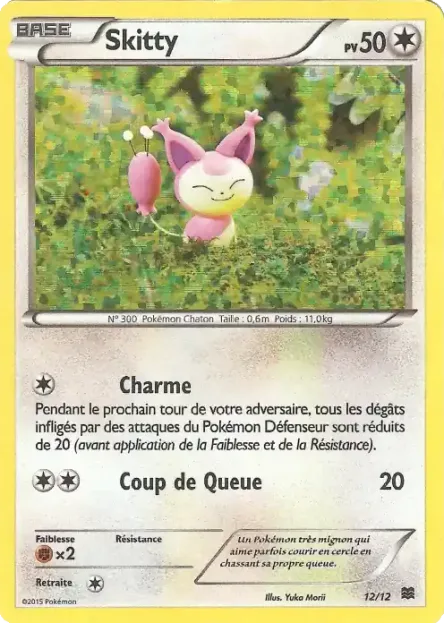 BASE
Skitty
PV50
N° 300 Pokémon Chaton Taille : 0,6m Poids : 11,0kg
Charme
Pendant le prochain tour de votre adversaire, tous les dégâts
infligés par des attaques du Pokémon Défenseur sont réduits
de 20 (avant application de la Faiblesse et de la Résistance).
Coup de Queue 20
Faiblesse Résistance
×2
Retraite
Un Pokémon très mignon qui
aime parfois courir en cercle en
chassant sa propre queue.
©2015 Pokémon
Illus. Yuka Morii
12/12